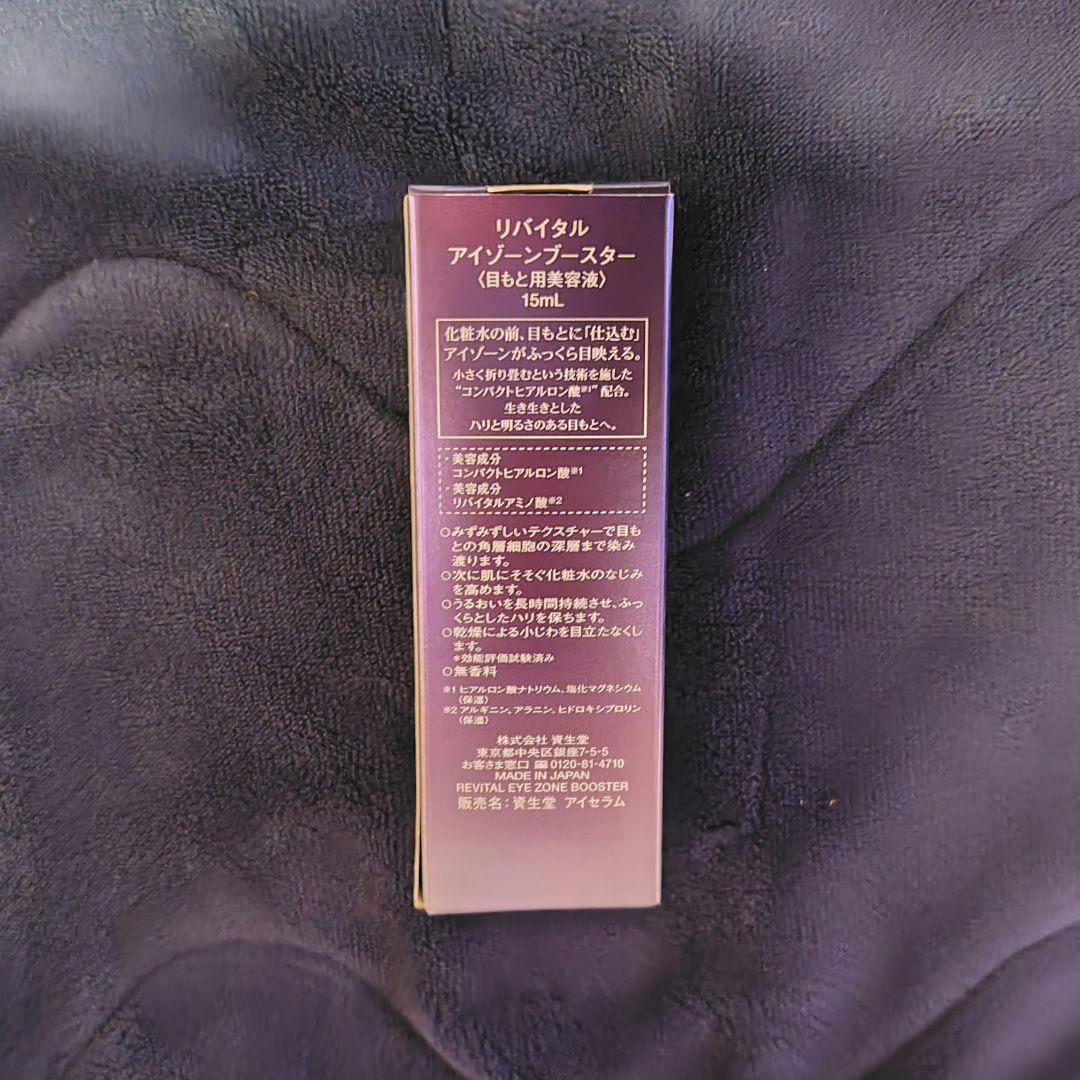 リバイタル
アイゾーンブースター
〈目もと用美容液〉
15mL
化粧水の前、目もとに「仕込む」
アイゾーンがふっくら目映える。
小さく折り畳むという技術を施した
“コンパクトヒアルロン酸※1”配合。
生き生きとした
ハリと明るさのある目もとへ。
・美容成分
コンパクトヒアルロン酸※1
・美容成分
リバイタルアミノ酸※2
○みずみずしいテクスチャーで目も
との角層細胞の深層まで染み
渡ります。
○次に肌にそそぐ化粧水のなじみ
を高めます。
○うるおいを長時間持続させ、ふっ
くらとしたハリを保ちます。
○乾燥による小じわを目立たなくし
ます。
*効能評価試験済み
○無香料
※1 ヒアルロン酸ナトリウム、塩化マグネシウム
(保湿)
※2 アルギニン、アラニン、ヒドロキシプロリン
(保湿)
株式会社 資生堂
東京都中央区銀座7-5-5
お客さま窓口 0120-81-4710
MADE IN JAPAN
REVITAL EYE ZONE BOOSTER
販売名：資生堂 アイセラム